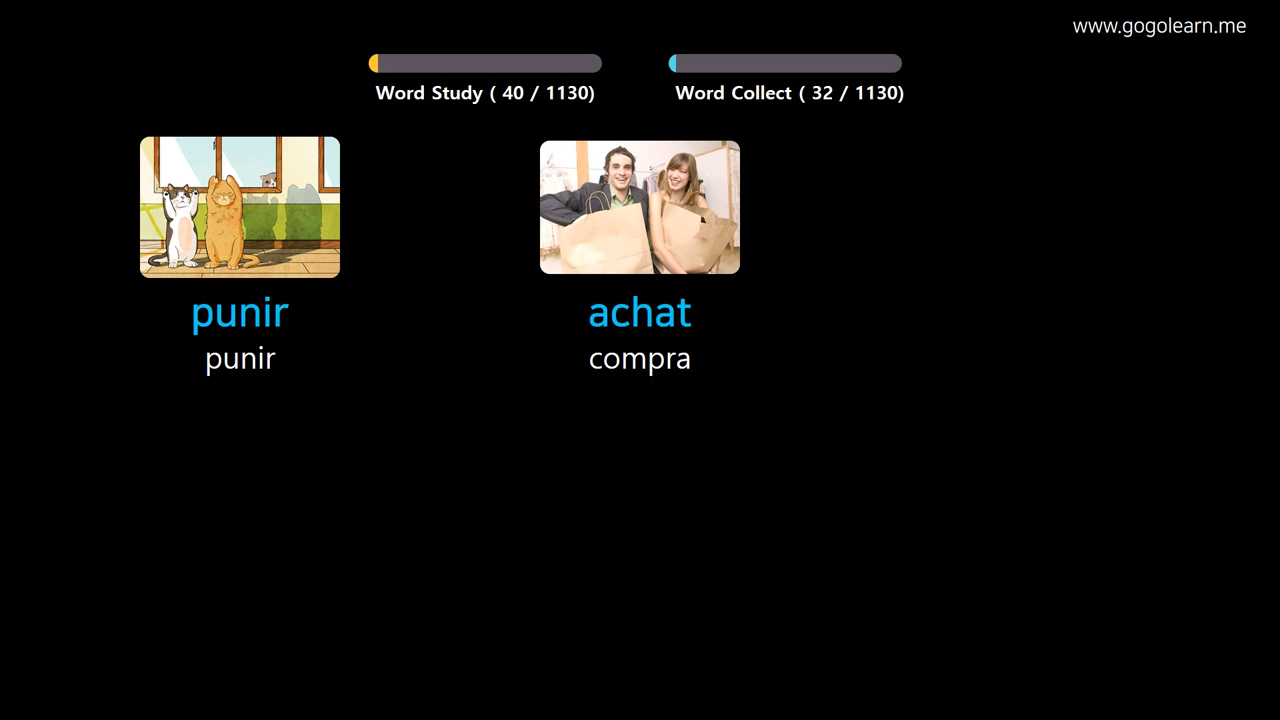 www.gogolearn.me
Word Study ( 40 / 1130)
Word Collect ( 32 / 1130)
punir
punir
achat
compra